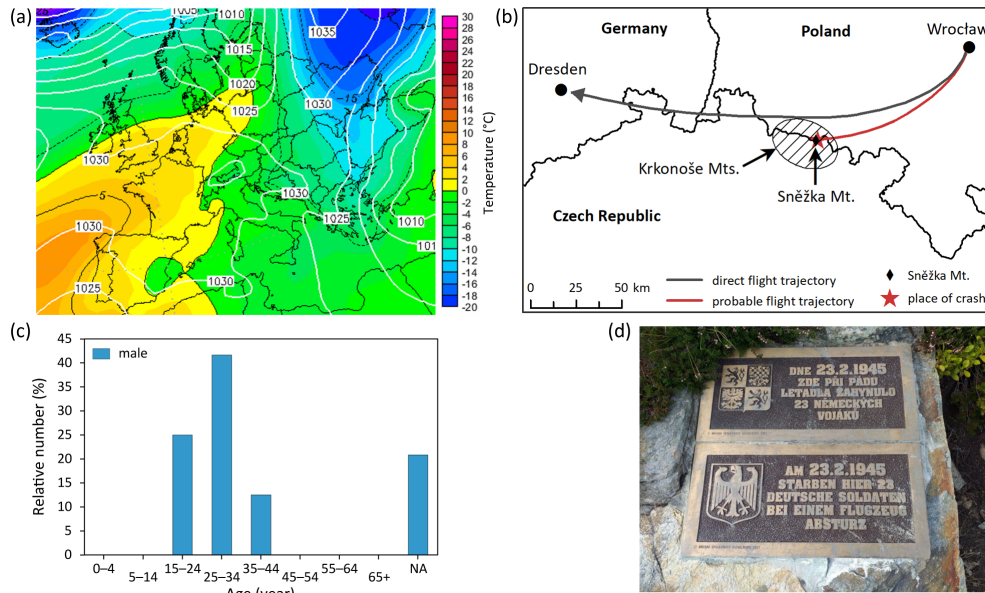 (a)
1005
1010
1035
1015
1020
1025
1030
1030
15
1030
1030
1025
5
1030
1010
101
1025
1030
30
28
26
24
22
20
18
16
14
12
10
8
6
4
2
0
-2
-4
-6
-8
-10
-12
-14
-16
-18
-20
Temperature (°C)
(b)
Germany
Poland
Wrocław
Dresden
Krkonoše Mts.
Sněžka Mt.
Czech Republic
0 25 50 km
direct flight trajectory
probable flight trajectory
Sněžka Mt.
place of crash
(c)
male
Relative number (%)
45
40
35
30
25
20
15
10
5
0
0–4
5–14
15–24
25–34
35–44
45–54
55–64
65+
NA
Age (year)
(d)
DNE 23.2.1945
ZDE PŘI PÁDU
LETADLA ZAHYNULO
23 NĚMECKÝCH
VOJÁKŮ
AM 23.2.1945
STARBEN HIER 23
DEUTSCHE SOLDATEN
BEI EINEM FLUGZEUG
ABSTURZ